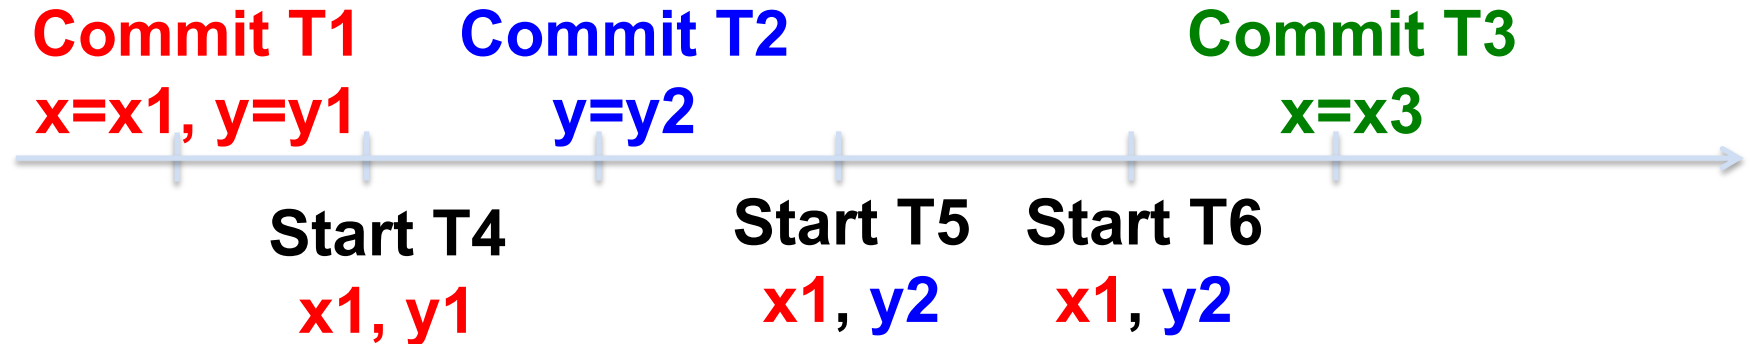 Commit T1
x=x1, y=y1
Commit T2
y=y2
Commit T3
x=x3
Start T4
x1, y1
Start T5
x1, y2
Start T6
x1, y2